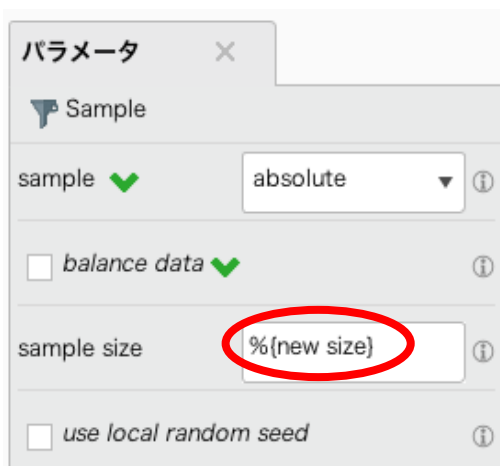 パラメータ
Sample
sample absolute
balance data
sample size %{new size}
use local random seed